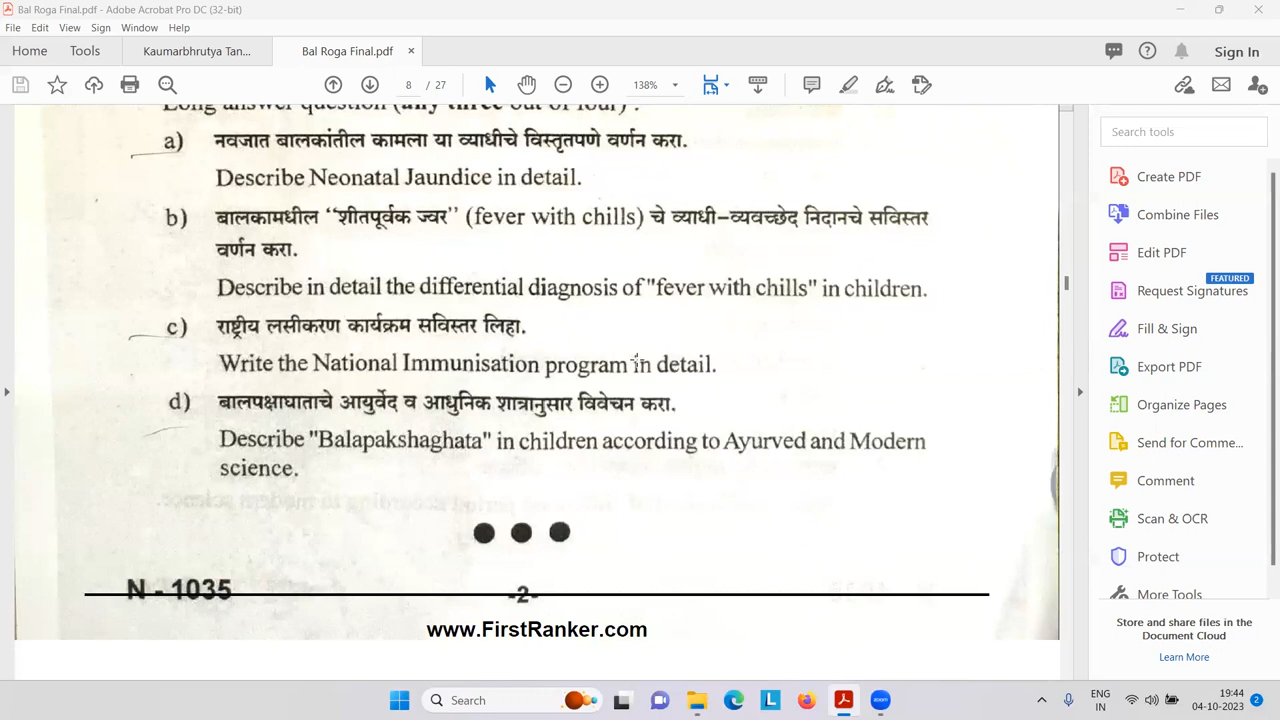 Bal Roga Final.pdf - Adobe Acrobat Pro DC (32-bit)
File Edit View Sign Window Help
Home Tools Kaumarbhrutya Tan... Bal Roga Final.pdf × Sign In
8 / 27 138%
Long answer question (any three out of four) :
a) नवजात बालकांतील कामला या व्याधीचे विस्तृतपणे वर्णन करा.
Describe Neonatal Jaundice in detail.
b) बालकामधील "शीतपूर्वक ज्वर" (fever with chills) चे व्याधी-व्यवच्छेद निदानचे सविस्तर
वर्णन करा.
Describe in detail the differential diagnosis of "fever with chills" in children.
c) राष्ट्रीय लसीकरण कार्यक्रम सविस्तर लिहा.
Write the National Immunisation program in detail.
d) बालपक्षाघाताचे आयुर्वेद व आधुनिक शात्रानुसार विवेचन करा.
Describe "Balapakshaghata" in children according to Ayurved and Modern
science.
N - 1035 -2-
www.FirstRanker.com
Search tools
Create PDF
Combine Files
Edit PDF
FEATURED
Request Signatures
Fill & Sign
Export PDF
Organize Pages
Send for Comme...
Comment
Scan & OCR
Protect
More Tools
Store and share files in the
Document Cloud
Learn More
Search
ENG
IN
19:44
04-10-2023
2